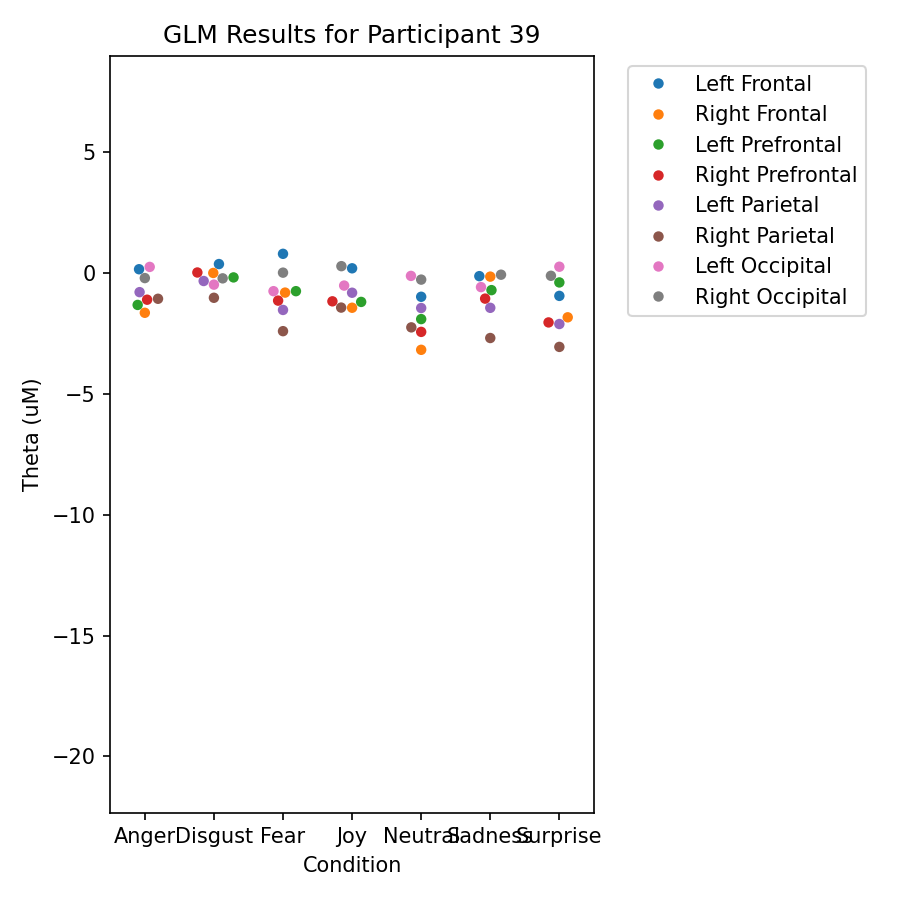 GLM Results for Participant 39
Theta (uM)
5
0
−5
−10
−15
−20
Anger Disgust Fear Joy Neutral Sadness Surprise
Condition
Left Frontal
Right Frontal
Left Prefrontal
Right Prefrontal
Left Parietal
Right Parietal
Left Occipital
Right Occipital